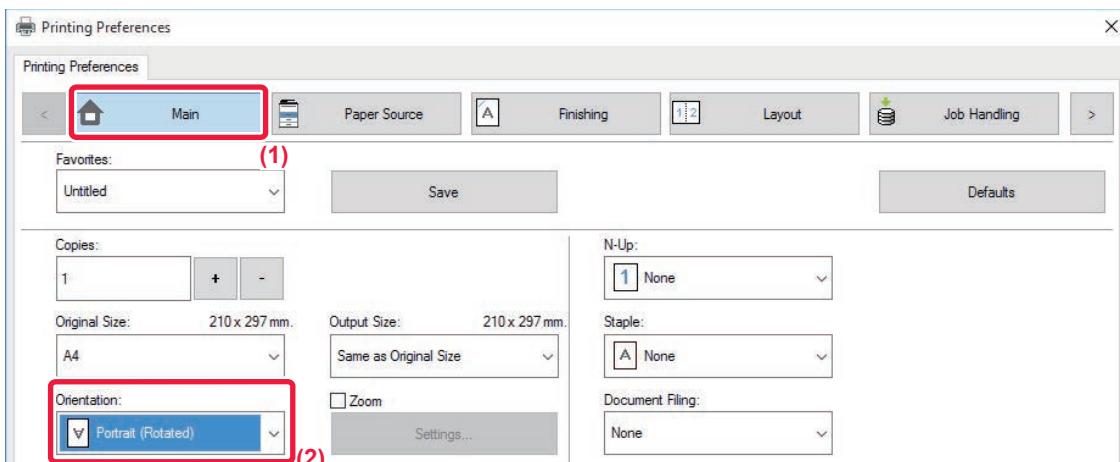 Printing Preferences
Printing Preferences
Main
Paper Source
A
Finishing
1 2
Layout
Job Handling
(1)
Favorites:
Untitled
Save
Defaults
Copies:
1
+
-
N-Up:
1 None
Original Size: 210 x 297 mm.
A4
Output Size: 210 x 297 mm.
Same as Original Size
Staple:
A None
Orientation:
A Portrait (Rotated)
(2)
Zoom
Settings...
Document Filing:
None